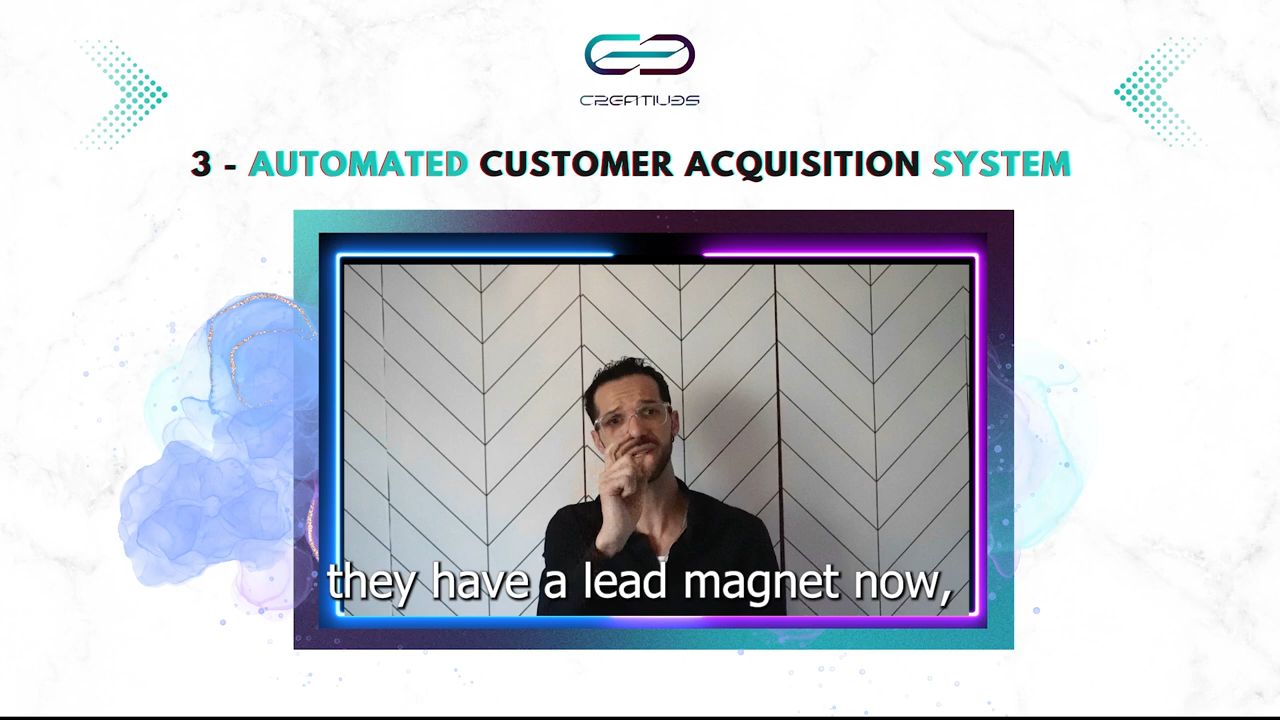 CREATIVES
3 - AUTOMATED CUSTOMER ACQUISITION SYSTEM
they have a lead magnet now,